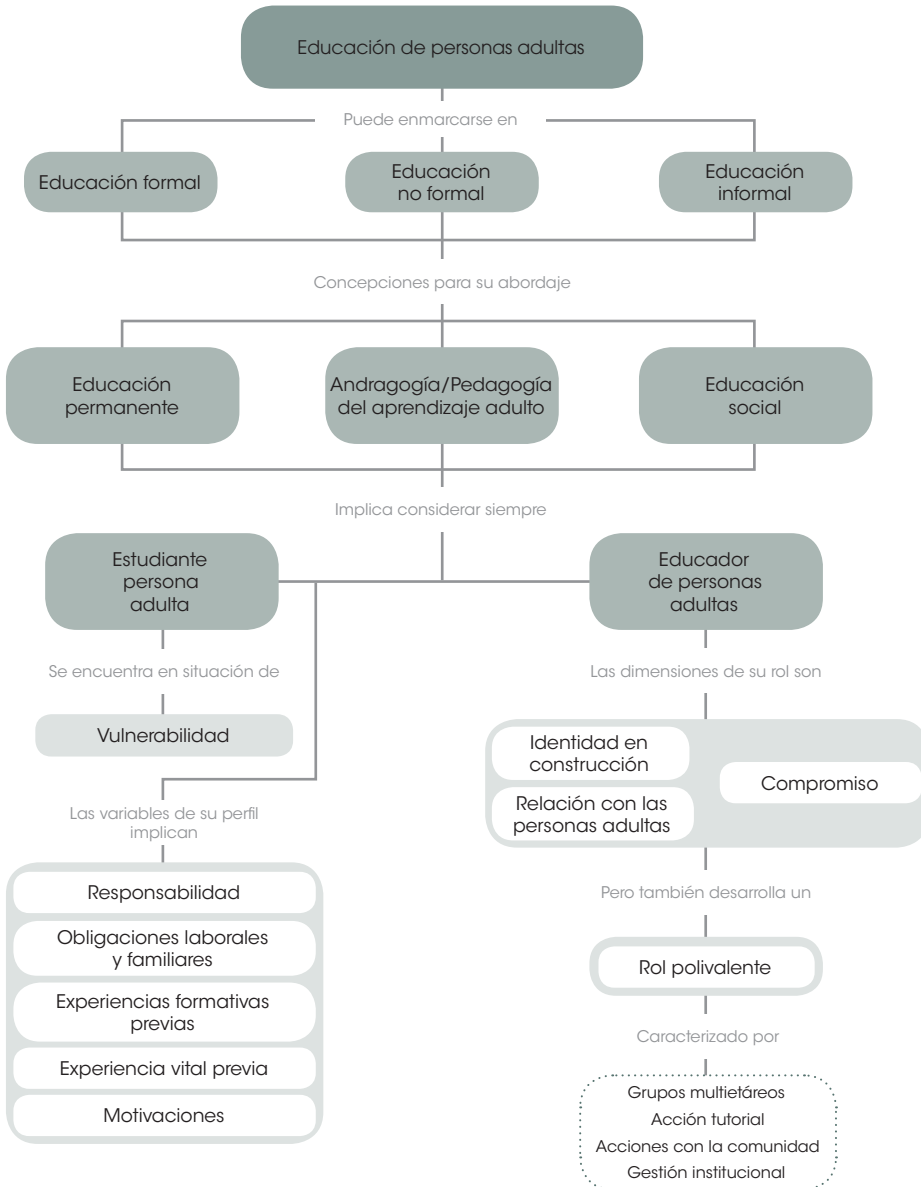 Educación de personas adultas
Puede enmarcarse en
Educación formal
Educación
no formal
Educación
informal
Concepciones para su abordaje
Educación
permanente
Andragogía/Pedagogía
del aprendizaje adulto
Educación
social
Implica considerar siempre
Estudiante
persona
adulta
Educador
de personas
adultas
Se encuentra en situación de
Vulnerabilidad
Las variables de su perfil
implican
Responsabilidad
Obligaciones laborales
y familiares
Experiencias formativas
previas
Experiencia vital previa
Motivaciones
Las dimensiones de su rol son
Identidad en
construcción
Relación con las
personas adultas
Compromiso
Pero también desarrolla un
Rol polivalente
Caracterizado por
Grupos multietáreos
Acción tutorial
Acciones con la comunidad
Gestión institucional